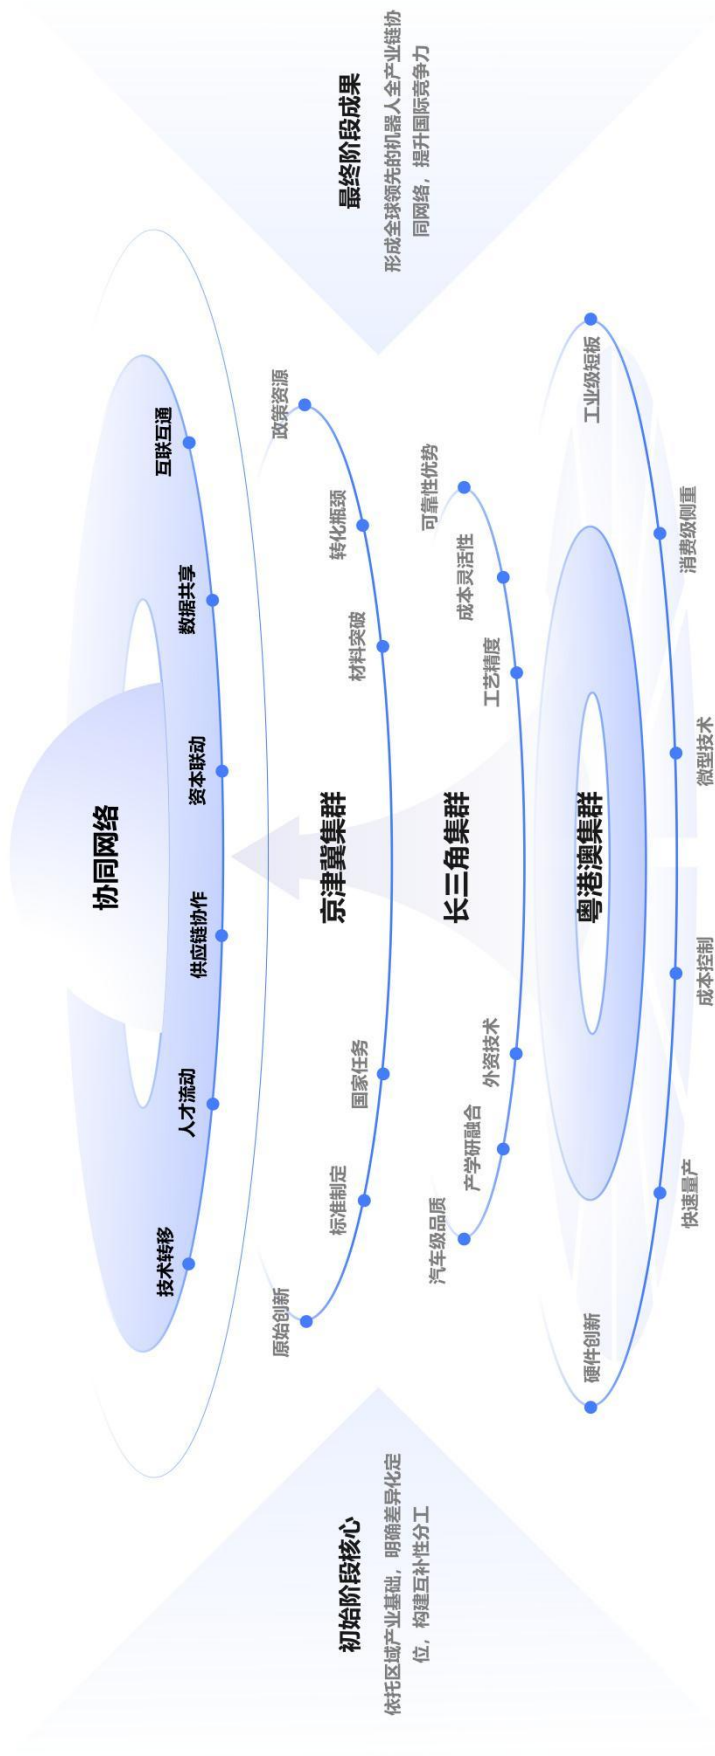 协同网络
技术转移
人才流动
供应链协作
资本联动
数据共享
互联互通
京津冀集群
原始创新
标准制定
国家任务
材料突破
转化瓶颈
政策资源
长三角集群
汽车级品质
产学研融合
外资技术
工艺精度
成本灵活性
可靠性优势
粤港澳集群
硬件创新
快速量产
成本控制
微型技术
消费级侧重
工业级短板
初始阶段核心
依托区域产业基础，明确差异化定
位，构建互补性分工
最终阶段成果
形成全球领先的机器人全产业链协
同网络，提升国际竞争力